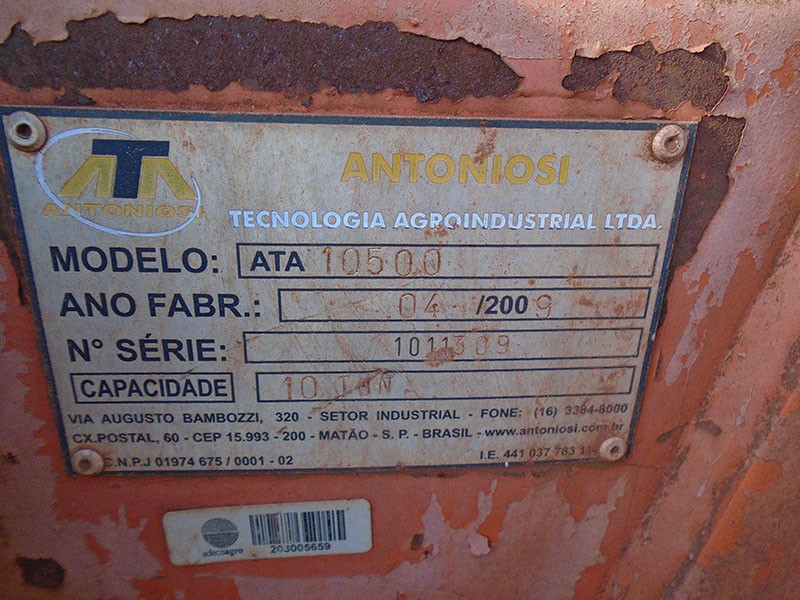 ATA
ANTONIOSI
ANTONIOSI
TECNOLOGIA AGROINDUSTRIAL LTDA.
MODELO: ATA 10500
ANO FABR.: 04 /2009
N° SÉRIE: 1011309
CAPACIDADE 10 TON.
VIA AUGUSTO BAMBOZZI, 320 - SETOR INDUSTRIAL - FONE: (16) 3384-8000
CX.POSTAL, 60 - CEP 15.993 - 200 - MATÃO - S. P. - BRASIL - www.antoniosi.com.br
C.N.P.J 01974 675 / 0001 - 02 I.E. 441 037 783
adecoagro
203005659